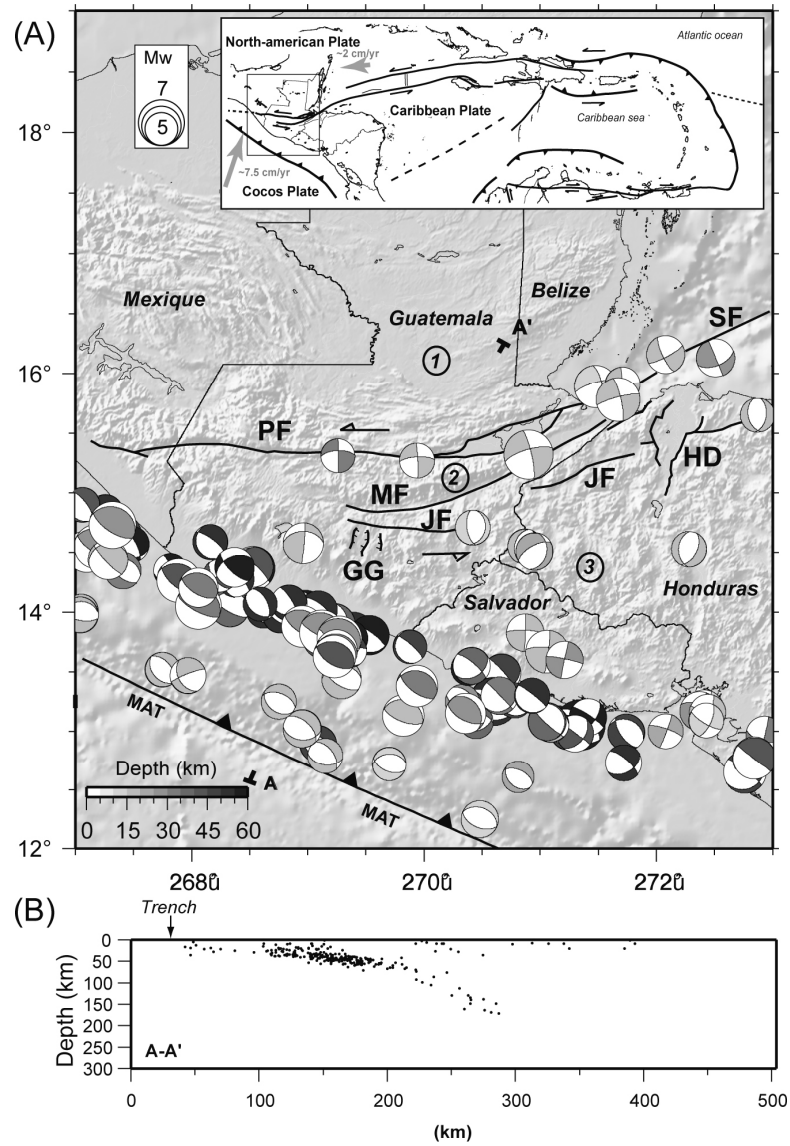 (A)
Mw
7
5
North-american Plate
~2 cm/yr
Atlantic ocean
Caribbean Plate
Caribbean sea
~7.5 cm/yr
Cocos Plate
18°
Mexique
Guatemala
Belize
A'
SF
1
16°
PF
2
HD
MF
JF
JF
GG
3
Honduras
14°
Salvador
MAT
Depth (km)
A
0 15 30 45 60
MAT
12°
268° 270° 272°
(B)
Trench
0
50
100
150
200
250
300
Depth (km)
A-A'
0 100 200 300 400 500
(km)